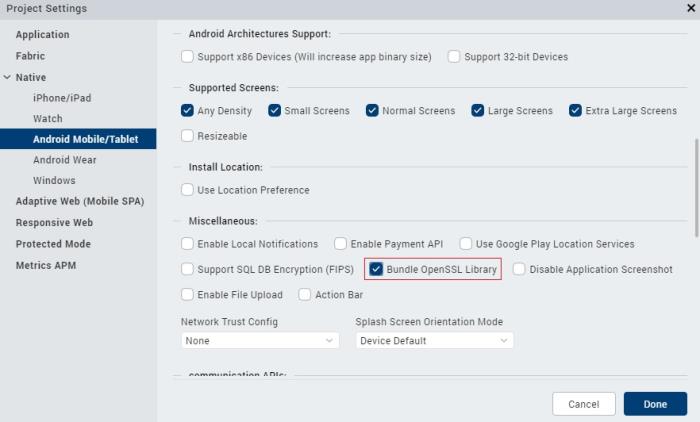 Project Settings
Application
Fabric
Native
iPhone/iPad
Watch
Android Mobile/Tablet
Android Wear
Windows
Adaptive Web (Mobile SPA)
Responsive Web
Protected Mode
Metrics APM
Android Architectures Support:
Support x86 Devices (Will increase app binary size) Support 32-bit Devices
Supported Screens:
Any Density Small Screens Normal Screens Large Screens Extra Large Screens
Resizeable
Install Location:
Use Location Preference
Miscellaneous:
Enable Local Notifications Enable Payment API Use Google Play Location Services
Support SQL DB Encryption (FIPS) Bundle OpenSSL Library Disable Application Screenshot
Enable File Upload Action Bar
Network Trust Config Splash Screen Orientation Mode
None Device Default
communication APIs:
Cancel Done